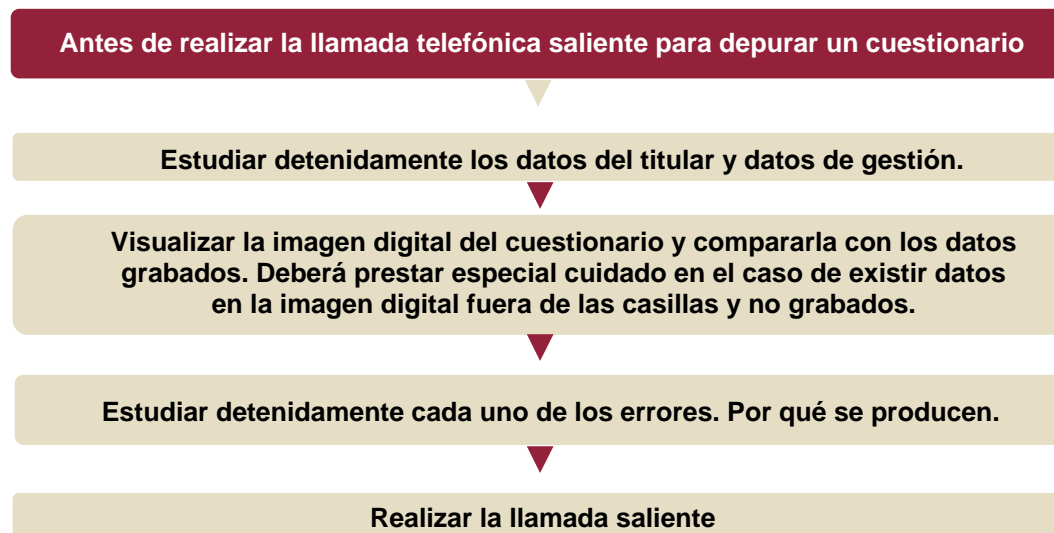 Antes de realizar la llamada telefónica saliente para depurar un cuestionario
Estudiar detenidamente los datos del titular y datos de gestión.
Visualizar la imagen digital del cuestionario y compararla con los datos
grabados. Deberá prestar especial cuidado en el caso de existir datos
en la imagen digital fuera de las casillas y no grabados.
Estudiar detenidamente cada uno de los errores. Por qué se producen.
Realizar la llamada saliente